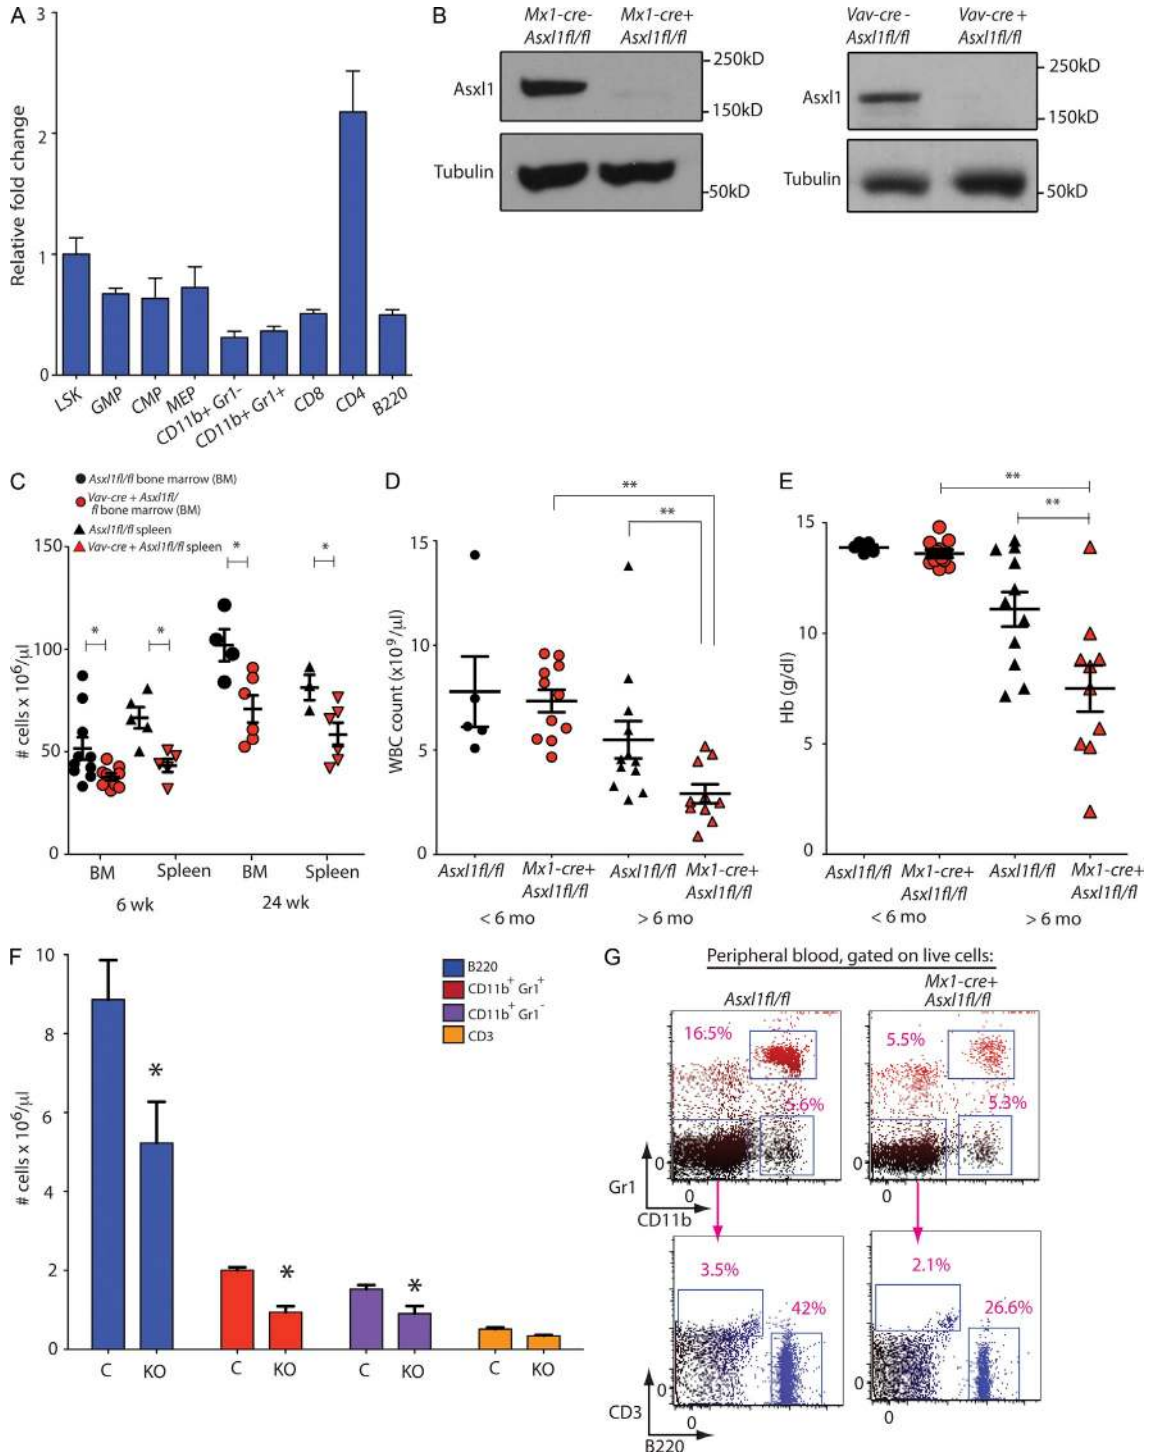 A
3
2
1
0
Relative fold change
LSK
GMP
CMP
MEP
CD11b+ Gr1-
CD11b+ Gr1+
CD8
CD4
B220
B
Mx1-cre- Mx1-cre+
Asxl1fl/fl Asxl1fl/fl
250kD
Asxl1
150kD
Tubulin
50kD
Vav-cre - Vav-cre +
Asxl1fl/fl Asxl1fl/fl
250kD
Asxl1
150kD
Tubulin
50kD
C
Asxl1fl/fl bone marrow (BM)
Vav-cre + Asxl1fl/
fl bone marrow (BM)
Asxl1fl/fl spleen
Vav-cre + Asxl1fl/fl spleen
150
100
50
0
# cells x 10⁶/µl
* * * *
BM Spleen BM Spleen
6 wk 24 wk
D
**
**
15
10
5
0
WBC count (x10⁹/µl)
Asxl1fl/fl Mx1-cre+ Asxl1fl/fl Mx1-cre+
Asxl1fl/fl Asxl1fl/fl
< 6 mo > 6 mo
E
**
**
15
10
5
0
Hb (g/dl)
Asxl1fl/fl Mx1-cre+ Asxl1fl/fl Mx1-cre+
Asxl1fl/fl Asxl1fl/fl
< 6 mo > 6 mo
F
10
8
6
4
2
0
# cells x 10⁶/µl
B220
CD11b⁺ Gr1⁺
CD11b⁺ Gr1⁻
CD3
* * *
C KO C KO C KO C KO
G
Peripheral blood, gated on live cells:
Asxl1fl/fl
Mx1-cre+
Asxl1fl/fl
16.5%
5.6%
0
0
5.5%
5.3%
0
0
Gr1
CD11b
3.5%
42%
0
0
2.1%
26.6%
0
0
CD3
B220